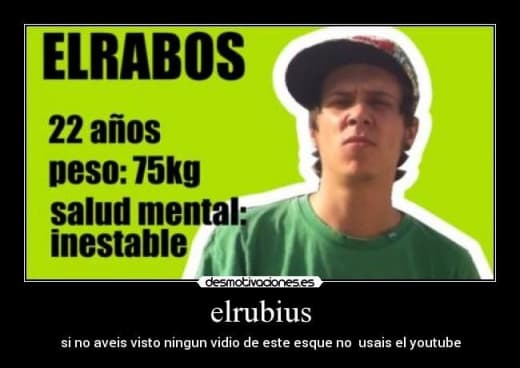 ELRABOS
22 años
peso: 75kg
salud mental:
inestable
desmotivaciones.es
elrubius
si no aveis visto ningun vidio de este esque no usais el youtube